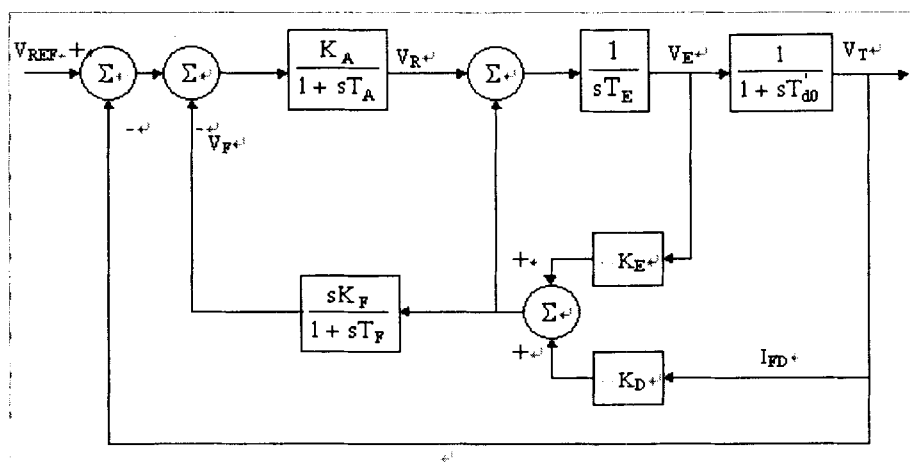 V_REF + Σ Σ K_A / (1 + sT_A) V_R Σ 1 / (sT_E) V_E 1 / (1 + sT'_d0) V_T
- -
V_F
+ K_E
sK_F / (1 + sT_F) Σ
+ K_D I_FD